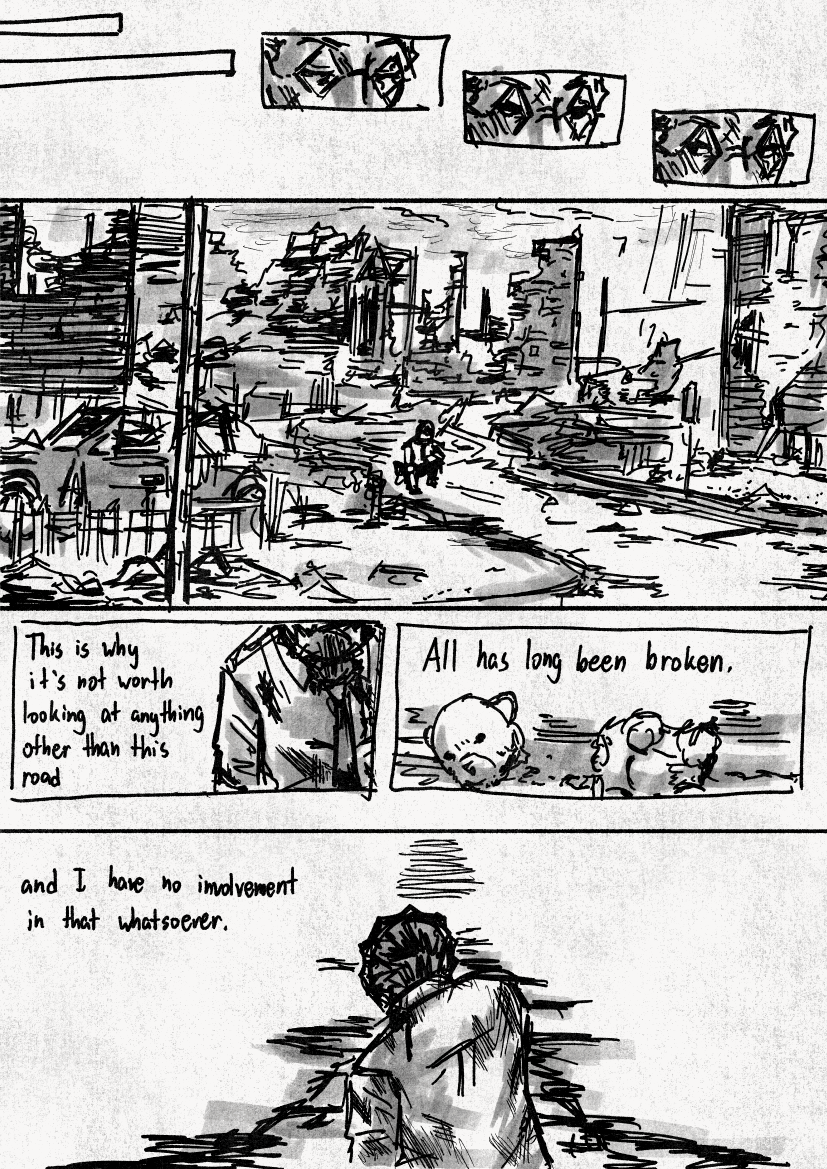 This is why
it's not worth
looking at anything
other than this
road
All has long been broken.
and I have no involvement
in that whatsoever.